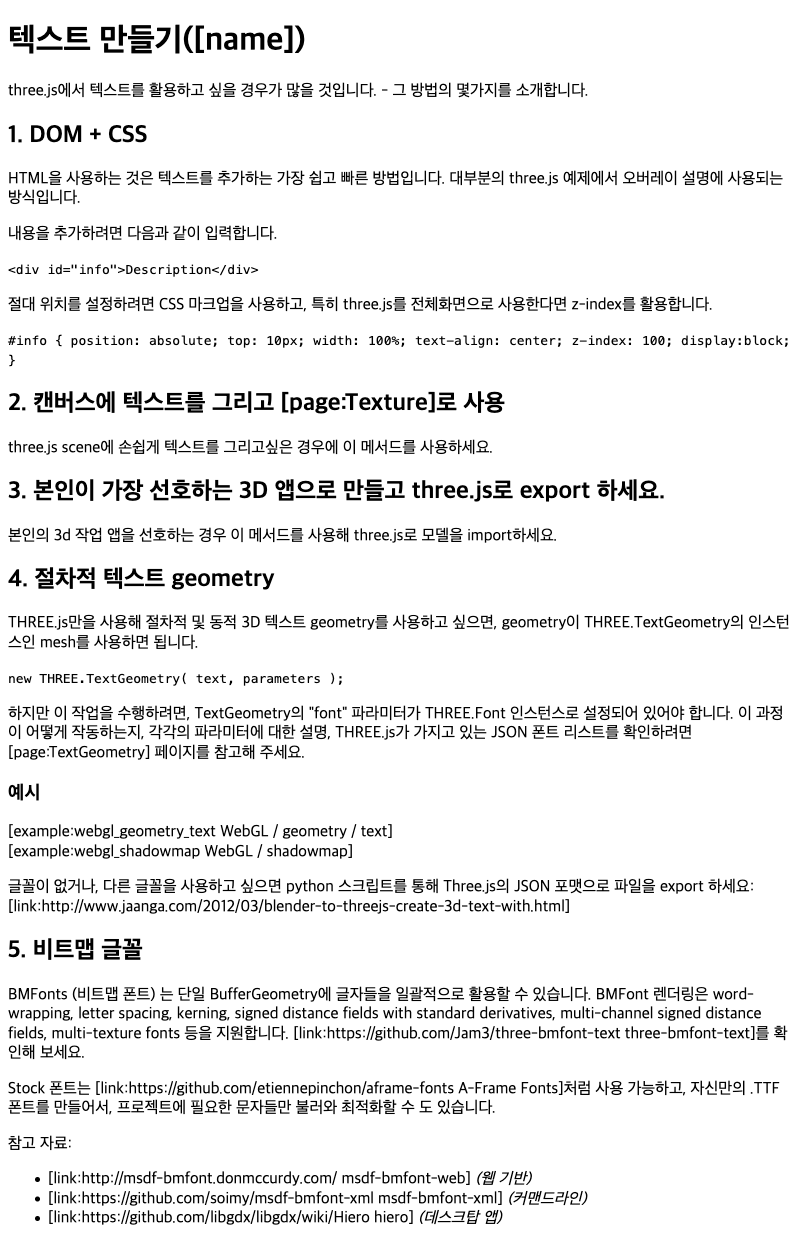 텍스트 만들기([name])
three.js에서 텍스트를 활용하고 싶을 경우가 많을 것입니다. - 그 방법의 몇가지를 소개합니다.
1. DOM + CSS
HTML을 사용하는 것은 텍스트를 추가하는 가장 쉽고 빠른 방법입니다. 대부분의 three.js 예제에서 오버레이 설명에 사용되는
방식입니다.
내용을 추가하려면 다음과 같이 입력합니다.
<div id="info">Description</div>
절대 위치를 설정하려면 CSS 마크업을 사용하고, 특히 three.js를 전체화면으로 사용한다면 z-index를 활용합니다.
#info { position: absolute; top: 10px; width: 100%; text-align: center; z-index: 100; display:block;
}
2. 캔버스에 텍스트를 그리고 [page:Texture]로 사용
three.js scene에 손쉽게 텍스트를 그리고싶은 경우에 이 메서드를 사용하세요.
3. 본인이 가장 선호하는 3D 앱으로 만들고 three.js로 export 하세요.
본인의 3d 작업 앱을 선호하는 경우 이 메서드를 사용해 three.js로 모델을 import하세요.
4. 절차적 텍스트 geometry
THREE.js만을 사용해 절차적 및 동적 3D 텍스트 geometry를 사용하고 싶으면, geometry이 THREE.TextGeometry의 인스턴
스인 mesh를 사용하면 됩니다.
new THREE.TextGeometry( text, parameters );
하지만 이 작업을 수행하려면, TextGeometry의 "font" 파라미터가 THREE.Font 인스턴스로 설정되어 있어야 합니다. 이 과정
이 어떻게 작동하는지, 각각의 파라미터에 대한 설명, THREE.js가 가지고 있는 JSON 폰트 리스트를 확인하려면
[page:TextGeometry] 페이지를 참고해 주세요.
예시
[example:webgl_geometry_text WebGL / geometry / text]
[example:webgl_shadowmap WebGL / shadowmap]
글꼴이 없거나, 다른 글꼴을 사용하고 싶으면 python 스크립트를 통해 Three.js의 JSON 포맷으로 파일을 export 하세요:
[link:http://www.jaanga.com/2012/03/blender-to-threejs-create-3d-text-with.html]
5. 비트맵 글꼴
BMFonts (비트맵 폰트) 는 단일 BufferGeometry에 글자들을 일괄적으로 활용할 수 있습니다. BMFont 렌더링은 word-
wrapping, letter spacing, kerning, signed distance fields with standard derivatives, multi-channel signed distance
fields, multi-texture fonts 등을 지원합니다. [link:https://github.com/Jam3/three-bmfont-text three-bmfont-text]를 확
인해 보세요.
Stock 폰트는 [link:https://github.com/etiennepinchon/aframe-fonts A-Frame Fonts]처럼 사용 가능하고, 자신만의 .TTF
폰트를 만들어서, 프로젝트에 필요한 문자들만 불러와 최적화할 수 도 있습니다.
참고 자료:
• [link:http://msdf-bmfont.donmccurdy.com/ msdf-bmfont-web] (웹 기반)
• [link:https://github.com/soimy/msdf-bmfont-xml msdf-bmfont-xml] (커맨드라인)
• [link:https://github.com/libgdx/libgdx/wiki/Hiero hiero] (데스크탑 앱)